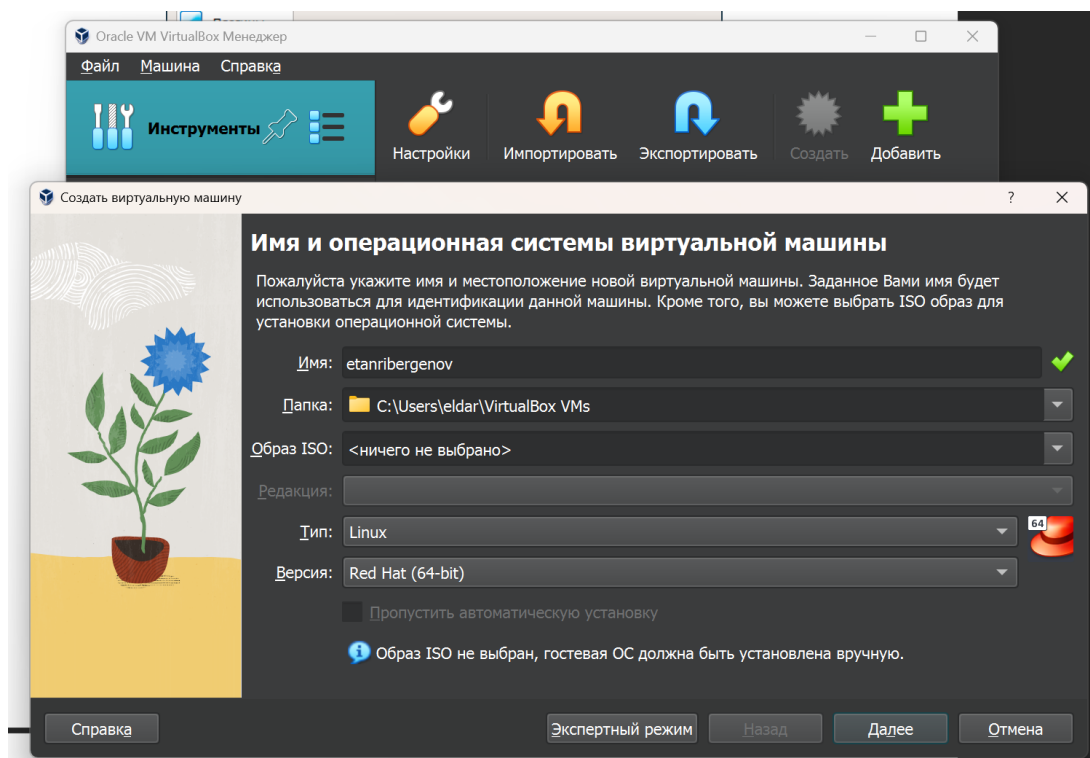 Oracle VM VirtualBox Менеджер
Файл Машина Справка
Инструменты
Настройки Импортировать Экспортировать Создать Добавить
Создать виртуальную машину
?
Имя и операционная системы виртуальной машины
Пожалуйста укажите имя и местоположение новой виртуальной машины. Заданное Вами имя будет
использоваться для идентификации данной машины. Кроме того, вы можете выбрать ISO образ для
установки операционной системы.
Имя: etanribergenov
Папка: C:\Users\eldar\VirtualBox VMs
Образ ISO: <ничего не выбрано>
Редакция:
Тип: Linux
64
Версия: Red Hat (64-bit)
Пропустить автоматическую установку
Образ ISO не выбран, гостевая ОС должна быть установлена вручную.
Справка Экспертный режим Назад Далее Отмена